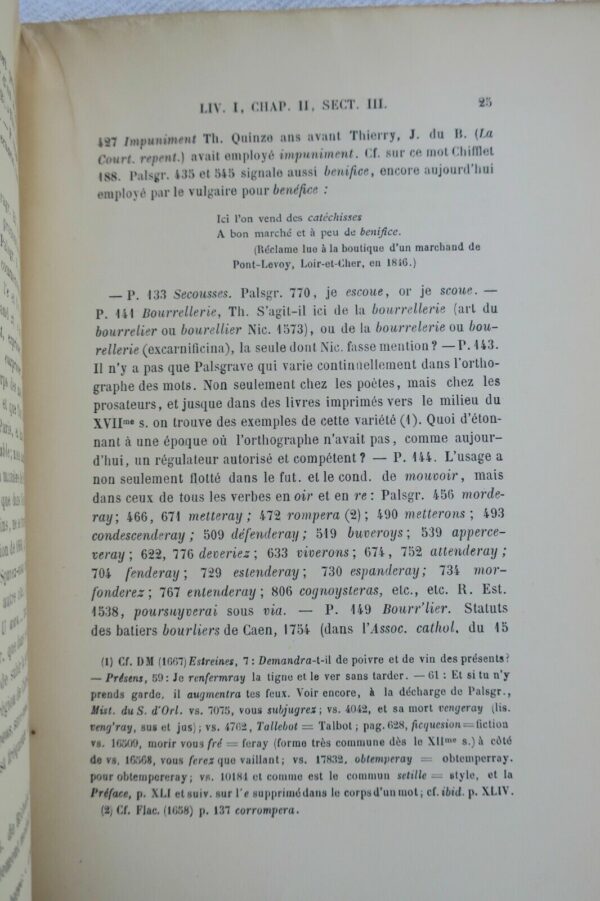 LIV. I, CHAP. II, SECT. III. 25
427 Impuniment Th. Quinze ans avant Thierry, J. du B. (La
Court. repent.) avait employé impuniment. Cf. sur ce mot Chifflet
188. Palsgr. 435 et 545 signale aussi benifice, encore aujourd'hui
employé par le vulgaire pour benéfice :
Ici l'on vend des catéchisses
A bon marché et à peu de benifice.
(Réclame lue à la boutique d'un marchand de
Pont-Levoy, Loir-et-Cher, en 1846.)
— P. 133 Secousses. Palsgr. 770, je escoue, or je scoue. —
P. 141 Bourrellerie, Th. S'agit-il ici de la bourrellerie (art du
bourrelier ou bourellier Nic. 1573), ou de la bourrelerie ou bou-
rellerie (excarnificina), la seule dont Nic. fasse mention? — P. 143.
Il n'y a pas que Palsgrave qui varie continuellement dans l'ortho-
graphe des mots. Non seulement chez les poètes, mais chez les
prosateurs, et jusque dans des livres imprimés vers le milieu du
XVIIme s. on trouve des exemples de cette variété (1). Quoi d'éton-
nant à une époque où l'orthographe n'avait pas, comme aujour-
d'hui, un régulateur autorisé et compétent? — P. 144. L'usage a
non seulement flotté dans le fut. et le cond. de mouvoir, mais
dans ceux de tous les verbes en oir et en re : Palsgr. 456 morde-
ray; 466, 671 metteray; 472 rompera (2); 490 metterons; 493
condescenderay; 509 défenderay; 519 buveroys; 539 apperce-
veray; 622, 776 deveriez; 633 viverons; 674, 752 attenderay;
704 fenderay; 729 estenderay; 730 espanderay; 734 mor-
fonderez; 767 entenderay; 806 cognoysteras, etc., etc. R. Est.
1538, poursuyverai sous via. — P. 149 Bourr'lier. Statuts
des batiers bourliers de Caen, 1754 (dans l'Assoc. cathol. du 15
(1) Cf. DM (1667) Estreines, 7 : Demandra-t-il de poivre et de vin des présents?
— Présens, 59 : Je renfermray la tigne et le ver sans tarder. — 61 : Et si tu n'y
prends garde, il augmentra tes feux. Voir encore, à la décharge de Palsgr.,
Mist. du S. d'Orl. vs. 7075, vous subjugrez; vs. 4042, et sa mort vengeray (lis.
veng'ray, sus et jus); vs. 4762, Tallebot = Talbot; pag. 628, ficquesion=fiction
vs. 16509, morir vous fré = feray (forme très commune dès le XIIme s.) à côté
de vs. 16568, vous ferez que vaillant; vs. 17832, obtemperay = obtemperray.
pour obtempereray; vs. 10184 et comme est le commun setille = style, et la
Préface, p. XLI et suiv. sur l'e supprimé dans le corps d'un mot; cf. ibid. p. XLIV.
(2) Cf. Flac. (1658) p. 137 corrompera.